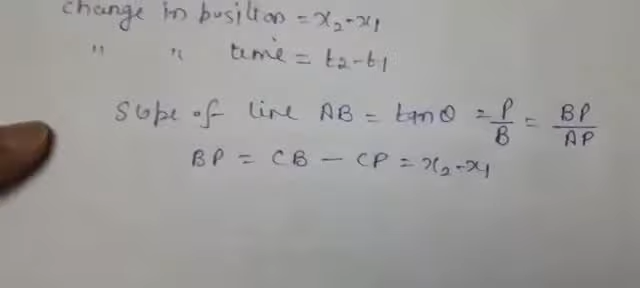 change in busition = x₂-x₁
" " time = t₂-t₁
Slope of line AB = tanθ = P/B = BP/AP
BP = CB - CP = x₂-x₁